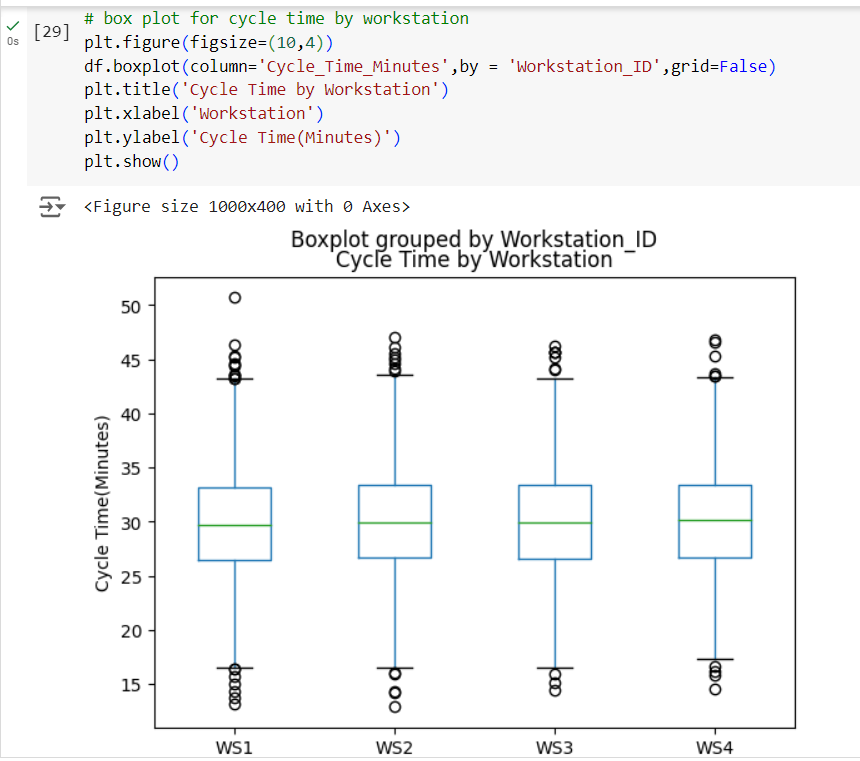 [29]
0s
# box plot for cycle time by workstation
plt.figure(figsize=(10,4))
df.boxplot(column='Cycle_Time_Minutes',by = 'Workstation_ID',grid=False)
plt.title('Cycle Time by Workstation')
plt.xlabel('Workstation')
plt.ylabel('Cycle Time(Minutes)')
plt.show()
<Figure size 1000x400 with 0 Axes>
Boxplot grouped by Workstation_ID
Cycle Time by Workstation
Cycle Time(Minutes)
50
45
40
35
30
25
20
15
WS1 WS2 WS3 WS4